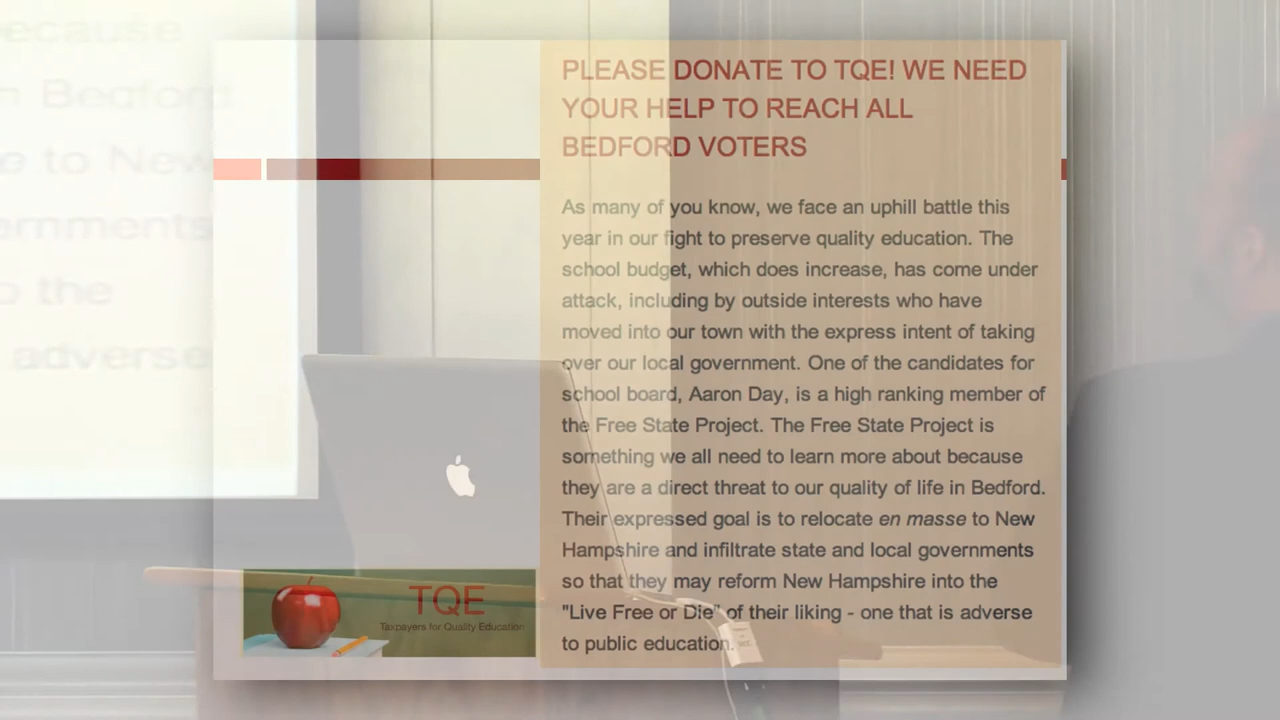 ecause
n Bedford.
e to New
ernments
o the
adverse
PLEASE DONATE TO TQE! WE NEED
YOUR HELP TO REACH ALL
BEDFORD VOTERS
As many of you know, we face an uphill battle this
year in our fight to preserve quality education. The
school budget, which does increase, has come under
attack, including by outside interests who have
moved into our town with the express intent of taking
over our local government. One of the candidates for
school board, Aaron Day, is a high ranking member of
the Free State Project. The Free State Project is
something we all need to learn more about because
they are a direct threat to our quality of life in Bedford.
Their expressed goal is to relocate en masse to New
Hampshire and infiltrate state and local governments
so that they may reform New Hampshire into the
"Live Free or Die" of their liking - one that is adverse
to public education.
TQE
Taxpayers for Quality Education